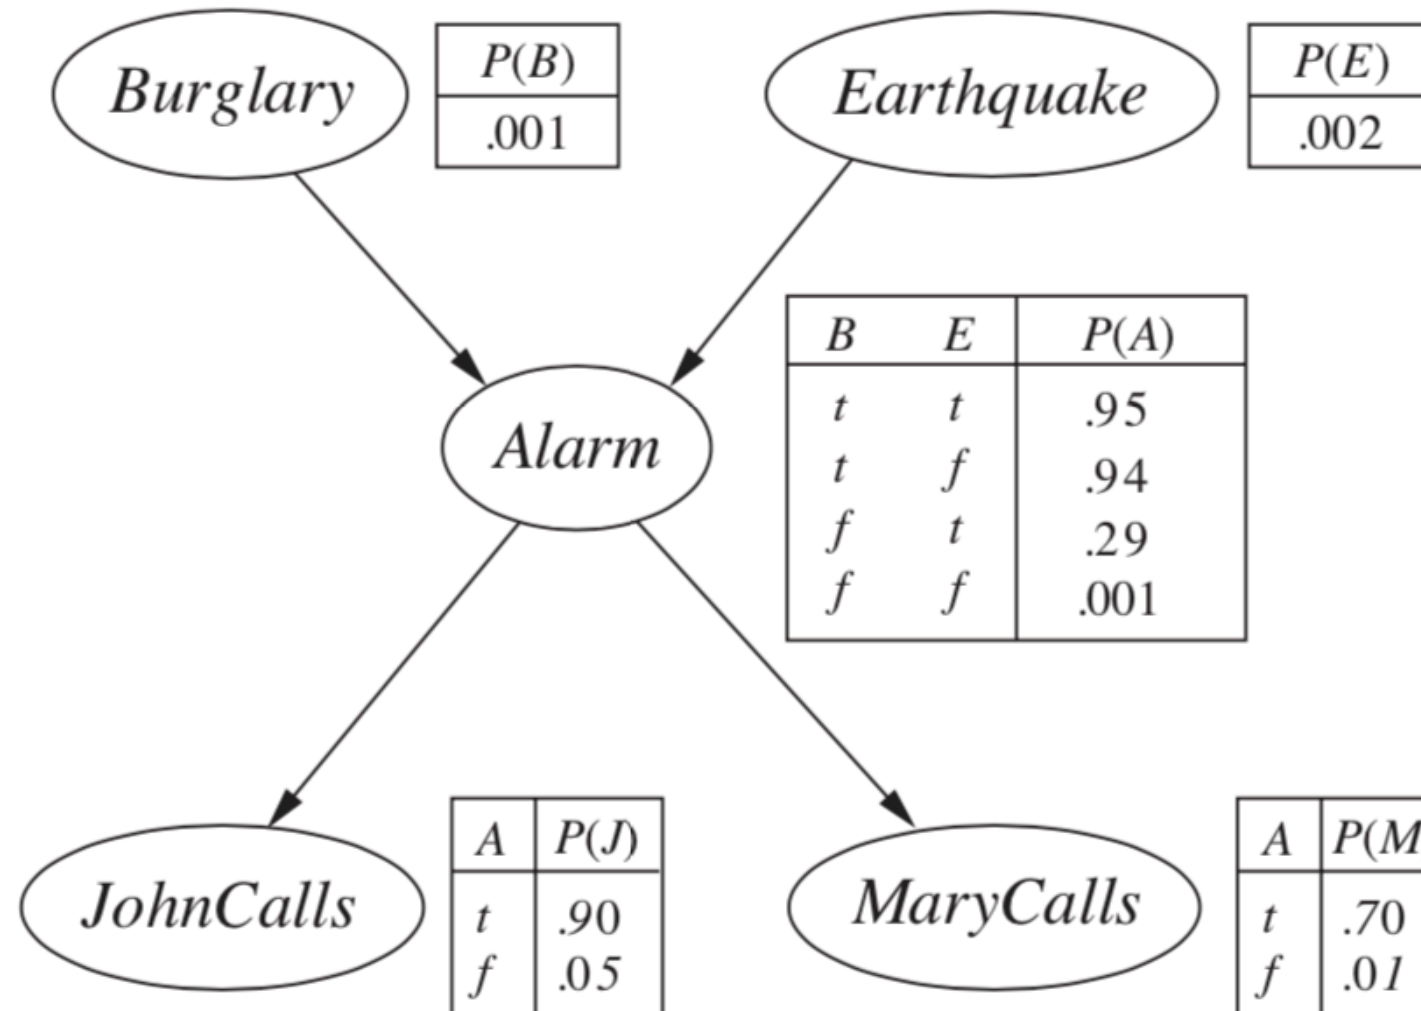 Burglary
P(B)
.001
Earthquake
P(E)
.002
B E P(A)
t t .95
t f .94
f t .29
f f .001
Alarm
JohnCalls
A P(J)
t .90
f .05
MaryCalls
A P(M
t .70
f .01